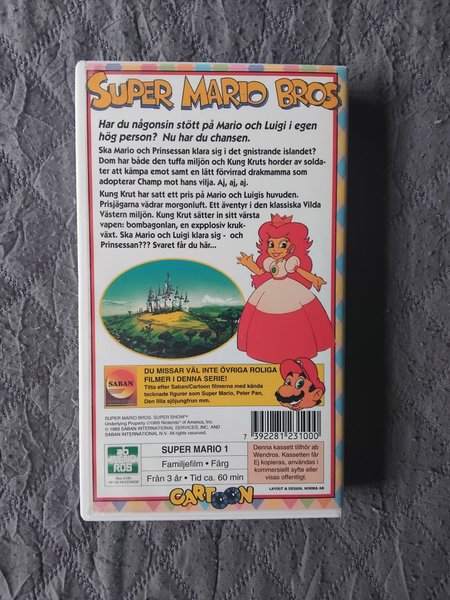 SUPER MARIO BROS
Har du någonsin stött på Mario och Luigi i egen
hög person? Nu har du chansen.
Ska Mario och Prinsessan klara sig i det gnistrande islandet?
Dom har både den tuffa miljön och Kung Kruts horder av solda-
ter att kämpa emot samt en lätt förvirrad drakmamma som
adopterar Champ mot hans vilja. Aj, aj, aj.
Kung Krut har satt ett pris på Mario och Luigis huvuden.
Prisjägarna vädrar morgonluft. Ett äventyr i den klassiska Vilda
Västern miljön. Kung Krut sätter in sitt värsta
vapen: bombagonlan, en expplosiv kruk-
växt. Ska Mario och Luigi klara sig - och
Prinsessan??? Svaret får du här...
SABAN
DU MISSAR VÄL INTE ÖVRIGA ROLIGA
FILMER I DENNA SERIE!
Titta efter Saban/Cartoon filmerna med kända
tecknade figurer som Super Mario, Peter Pan,
Den lilla sjöjungfrun mm.
SUPER MARIO BROS. SUPER SHOW™
Underlying Property ©1989 Nintendo® of America, Inc.
© 1989 SABAN INTERNATIONAL SERVICES, INC. AND
SABAN INTERNATIONAL N.V. All Rights Reserved.
7 392281 231000
ab
WEND
ROS
SUPER MARIO 1
Familjefilm • Färg
Från 3 år • Tid ca. 60 min
Denna kassett tillhör ab
Wendros. Kassetten får
Ej kopieras, användas i
kommersiellt syfte eller
visas offentligt.
CARTOON
LAYOUT & DESIGN, NORMA AB